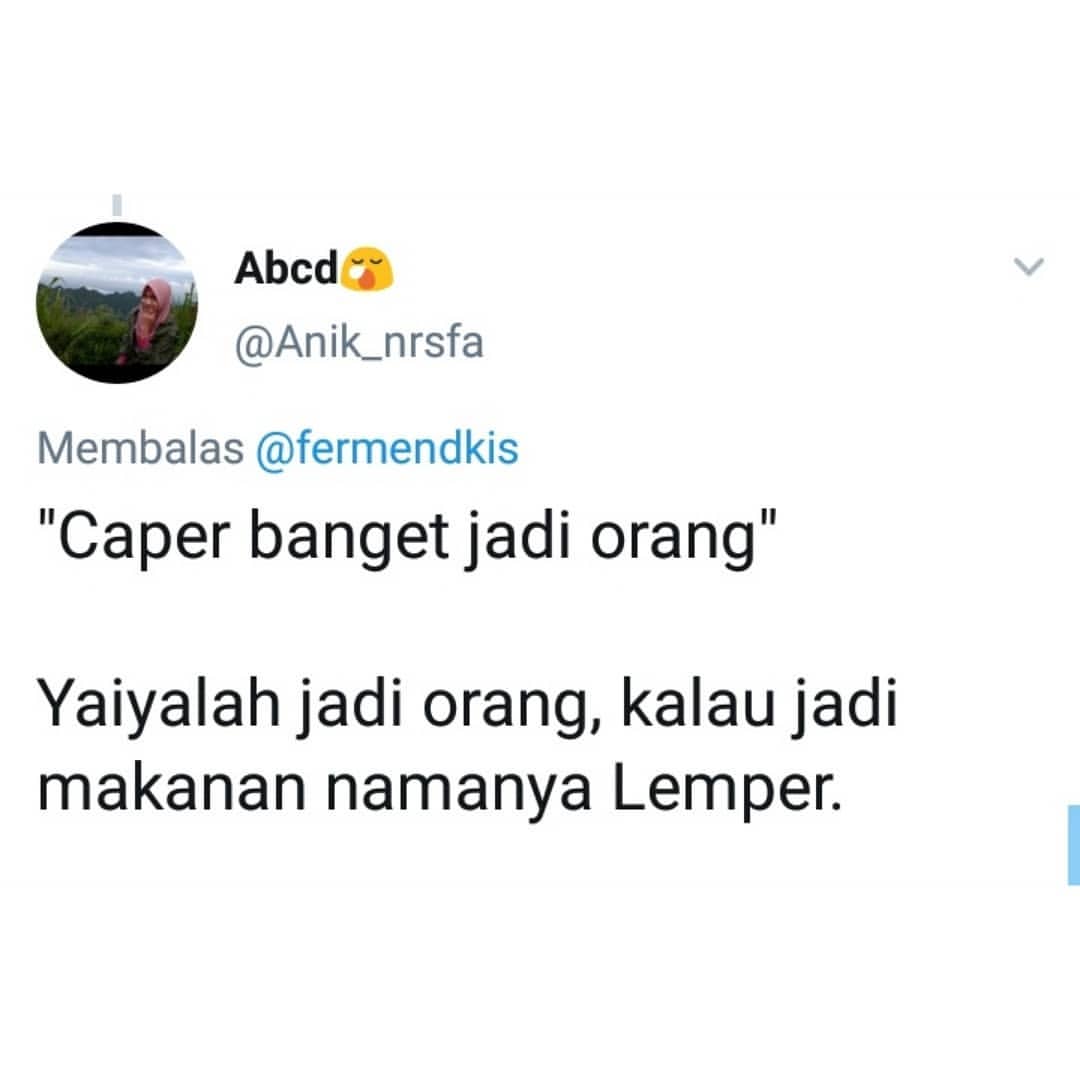 Abcd😪
@Anik_nrsfa
Membalas @fermendkis
"Caper banget jadi orang"
Yaiyalah jadi orang, kalau jadi
makanan namanya Lemper.